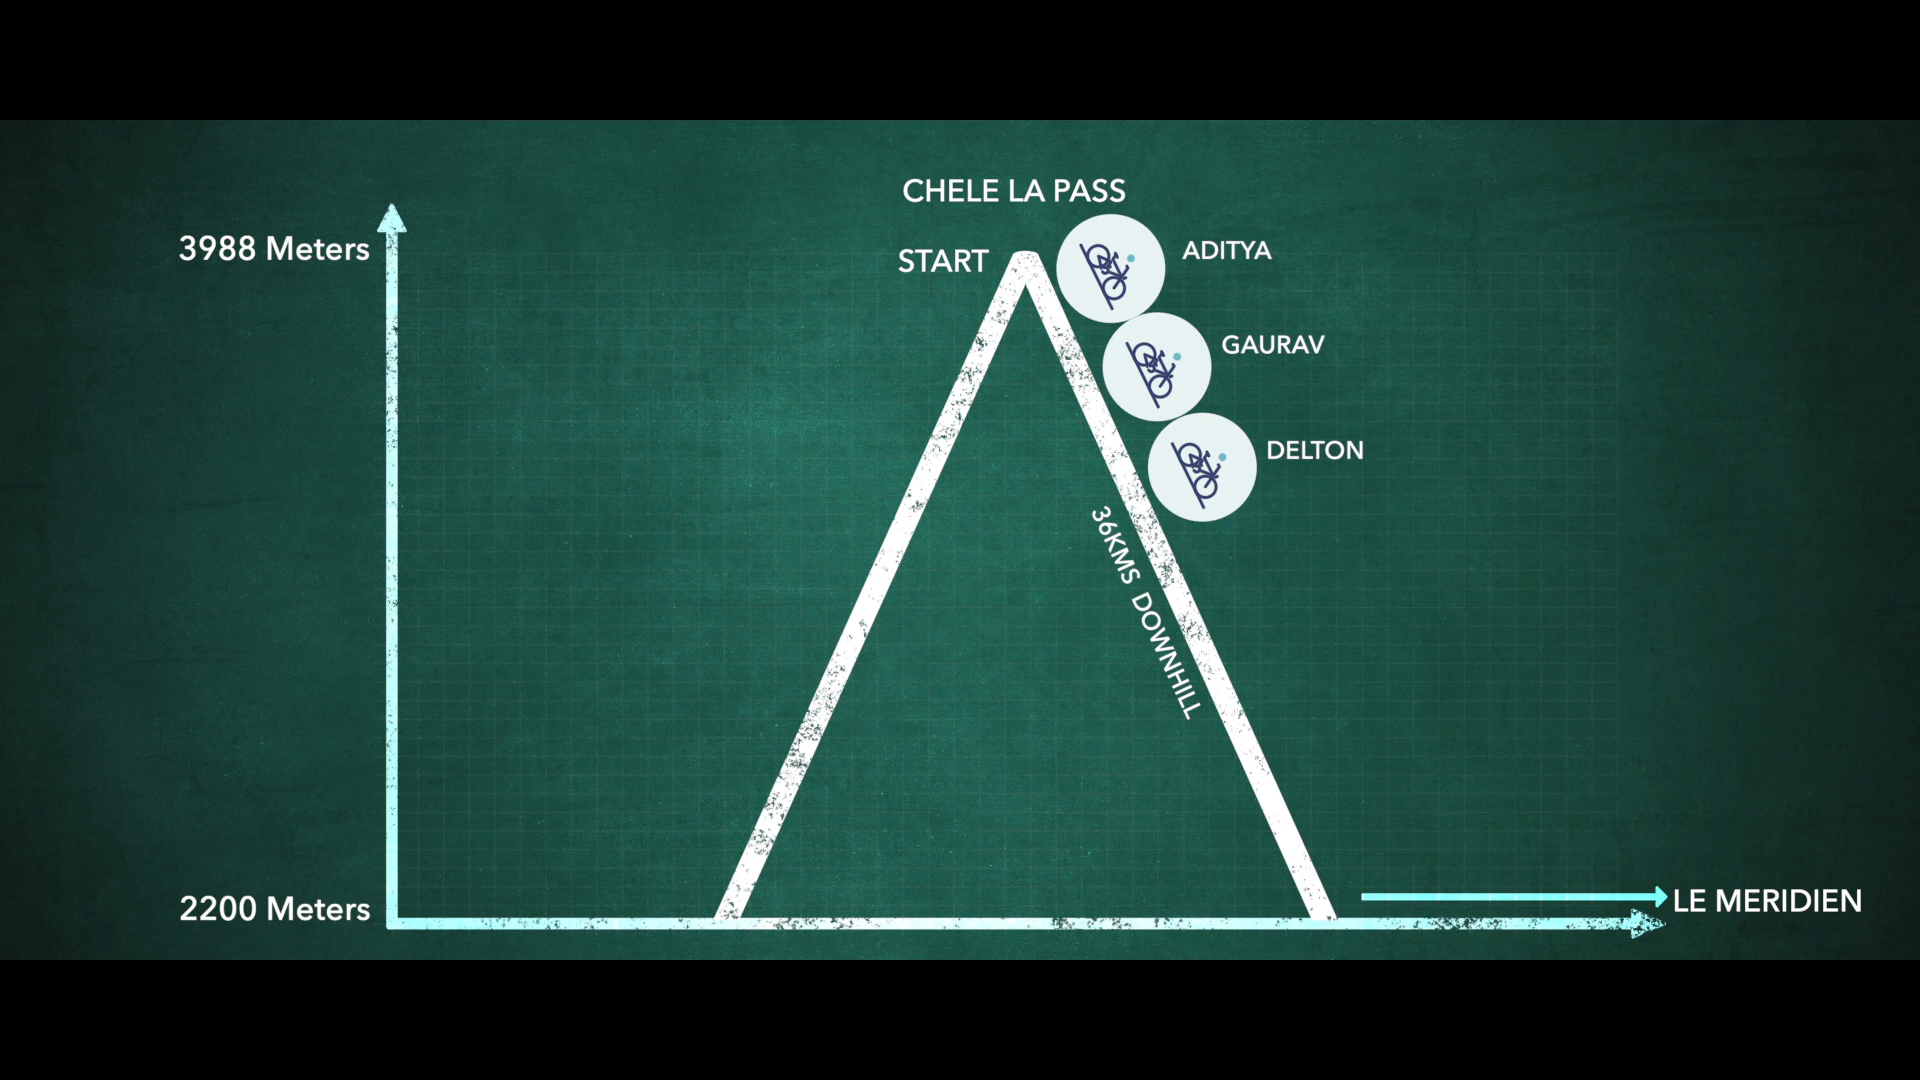 CHELE LA PASS
3988 Meters
START
ADITYA
GAURAV
DELTON
36KMS DOWNHILL
2200 Meters
LE MERIDIEN